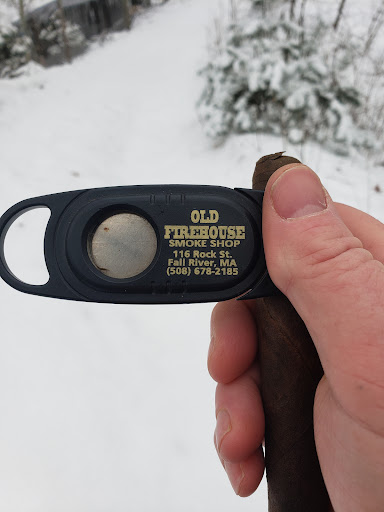 OLD
FIREHOUSE
SMOKE SHOP
116 Rock St.
Fall River, MA
(508) 678-2185